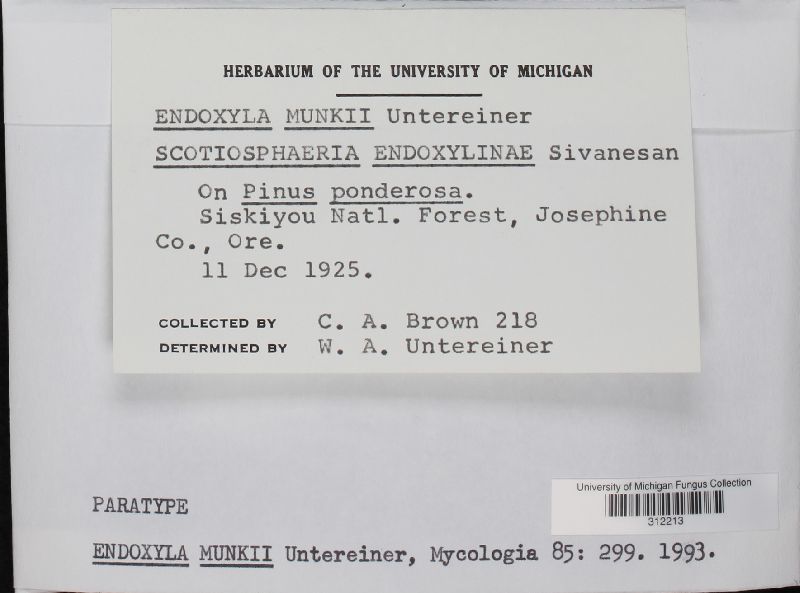 HERBARIUM OF THE UNIVERSITY OF MICHIGAN
ENDOXYLA MUNKII Untereiner
SCOTIOSPHAERIA ENDOXYLINAE Sivanesan
On Pinus ponderosa.
Siskiyou Natl. Forest, Josephine
Co., Ore.
11 Dec 1925.
COLLECTED BY C. A. Brown 218
DETERMINED BY W. A. Untereiner
University of Michigan Fungus Collection
312213
PARATYPE
ENDOXYLA MUNKII Untereiner, Mycologia 85: 299. 1993.